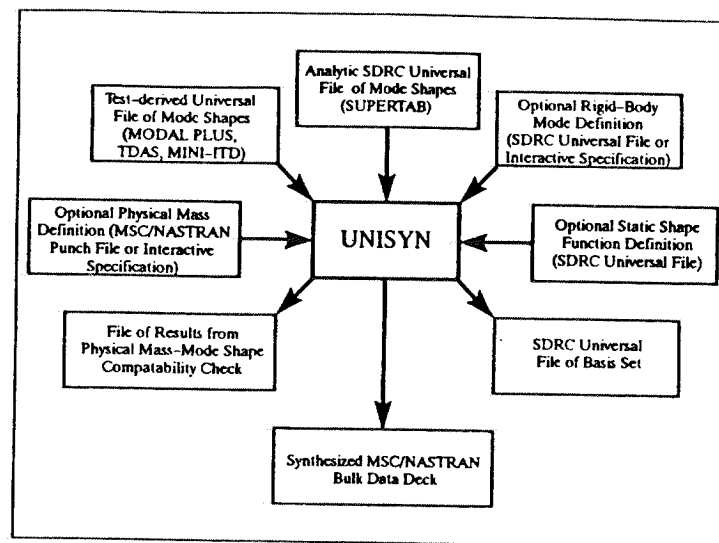 Analytic SDRC Universal
File of Mode Shapes
(SUPERTAB)
Test-derived Universal
File of Mode Shapes
(MODAL PLUS,
TDAS, MINI-ITD)
Optional Rigid-Body
Mode Definition
(SDRC Universal File or
Interactive Specification)
Optional Physical Mass
Definition (MSC/NASTRAN
Punch File or Interactive
Specification)
UNISYN
Optional Static Shape
Function Definition
(SDRC Universal File)
File of Results from
Physical Mass-Mode Shape
Compatability Check
SDRC Universal
File of Basis Set
Synthesized MSC/NASTRAN
Bulk Data Deck